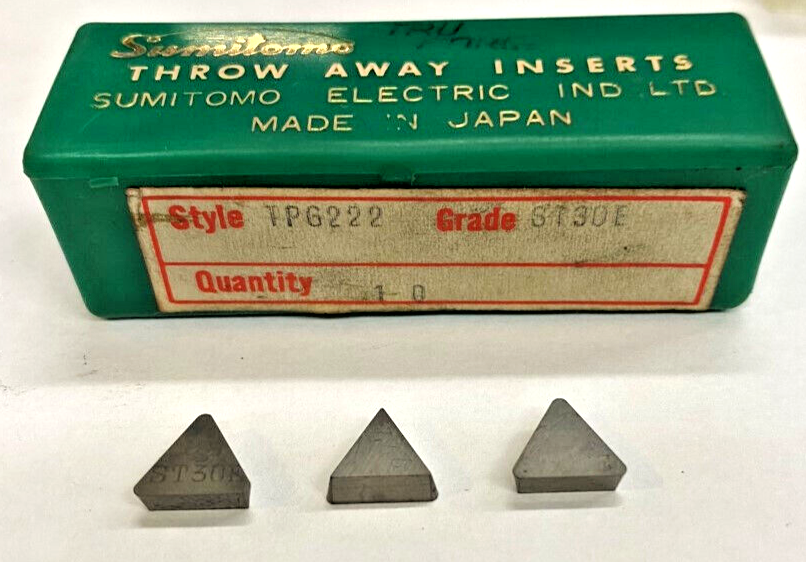 Sumitomo
THROW AWAY INSERTS
SUMITOMO ELECTRIC IND LTD
MADE IN JAPAN
Style TPG222 Grade ST30E
Quantity 10
ST30E